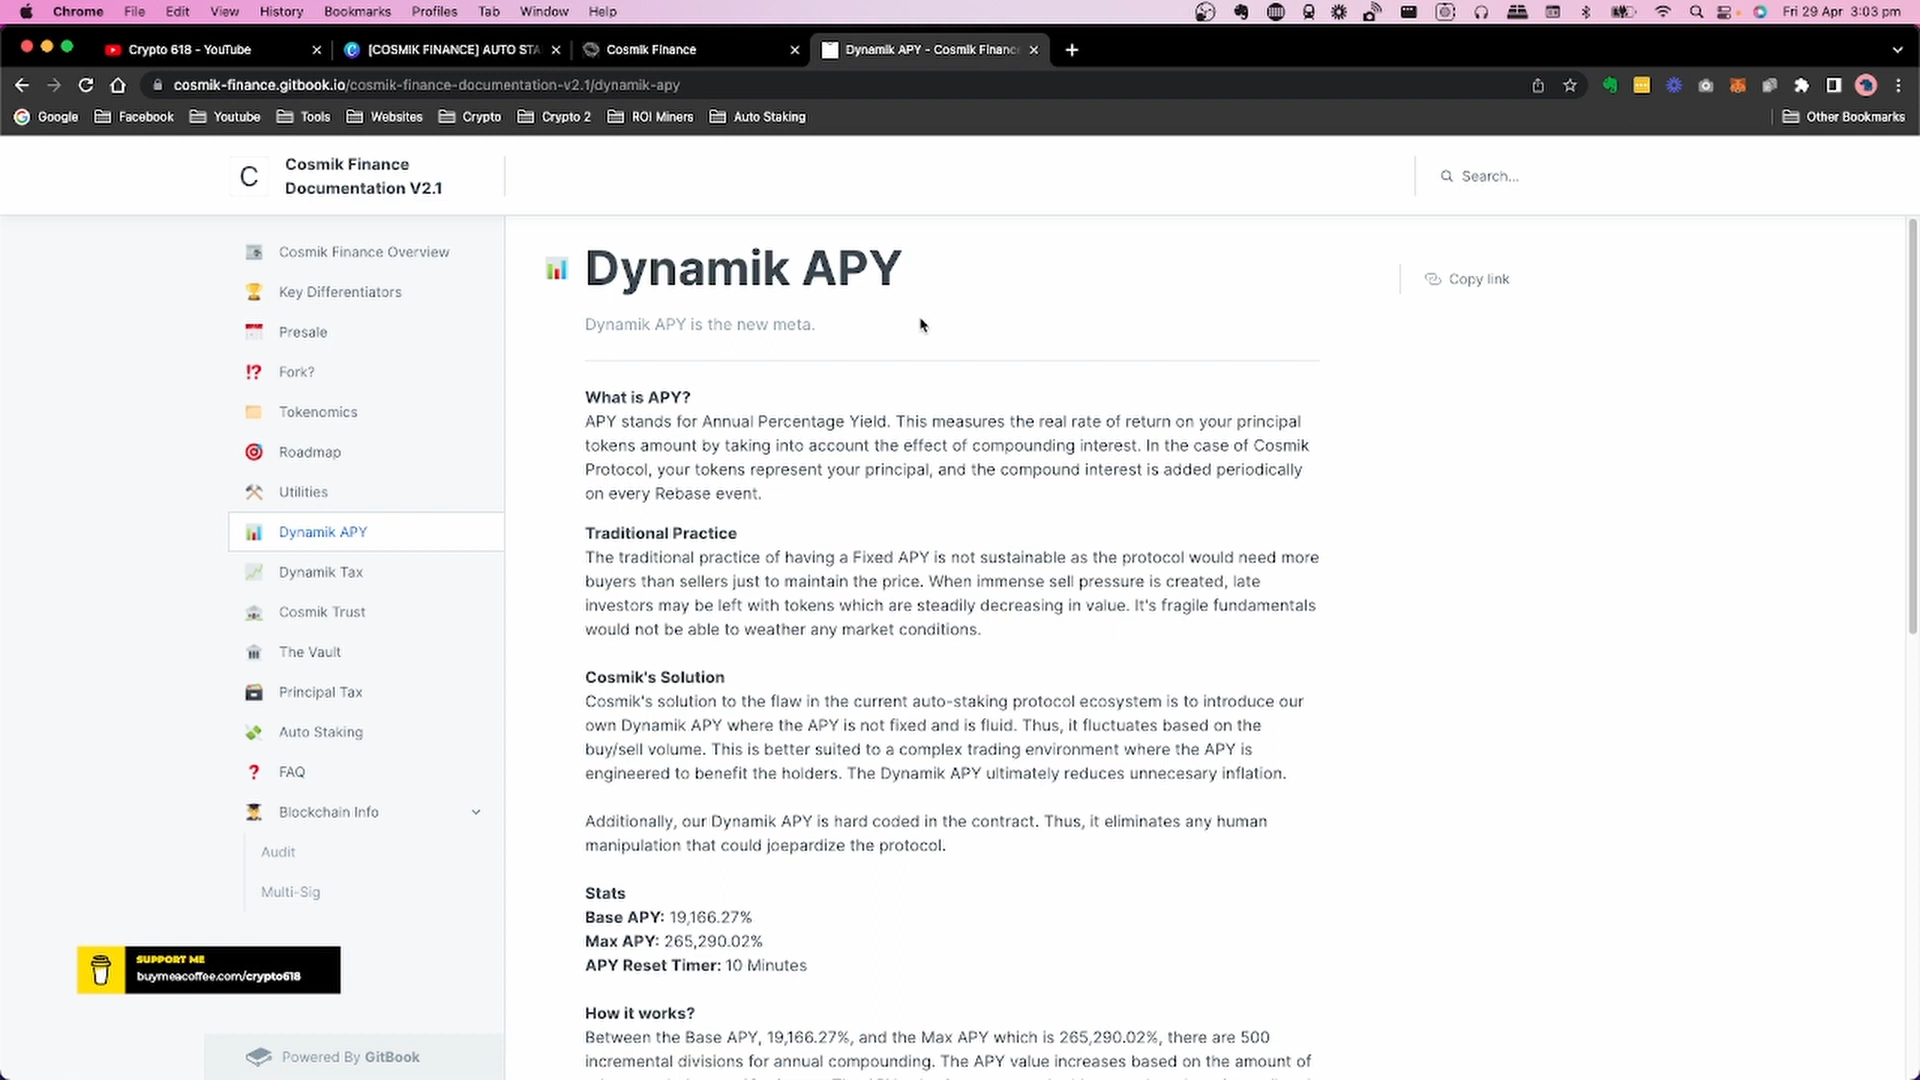 Chrome File Edit View History Bookmarks Profiles Tab Window Help Fri 29 Apr 3:03 pm
Crypto 618 - YouTube [COSMIK FINANCE] AUTO STA Cosmik Finance Dynamik APY - Cosmik Financ
cosmik-finance.gitbook.io/cosmik-finance-documentation-v2.1/dynamik-apy
Google Facebook Youtube Tools Websites Crypto Crypto 2 ROI Miners Auto Staking Other Bookmarks
C
Cosmik Finance
Documentation V2.1
Search...
Cosmik Finance Overview
Key Differentiators
Presale
Fork?
Tokenomics
Roadmap
Utilities
Dynamik APY
Dynamik Tax
Cosmik Trust
The Vault
Principal Tax
Auto Staking
FAQ
Blockchain Info
Audit
Multi-Sig
SUPPORT ME
buymeacoffee.com/crypto618
Powered By GitBook
Dynamik APY
Copy link
Dynamik APY is the new meta.
What is APY?
APY stands for Annual Percentage Yield. This measures the real rate of return on your principal
tokens amount by taking into account the effect of compounding interest. In the case of Cosmik
Protocol, your tokens represent your principal, and the compound interest is added periodically
on every Rebase event.
Traditional Practice
The traditional practice of having a Fixed APY is not sustainable as the protocol would need more
buyers than sellers just to maintain the price. When immense sell pressure is created, late
investors may be left with tokens which are steadily decreasing in value. It's fragile fundamentals
would not be able to weather any market conditions.
Cosmik's Solution
Cosmik's solution to the flaw in the current auto-staking protocol ecosystem is to introduce our
own Dynamik APY where the APY is not fixed and is fluid. Thus, it fluctuates based on the
buy/sell volume. This is better suited to a complex trading environment where the APY is
engineered to benefit the holders. The Dynamik APY ultimately reduces unnecesary inflation.
Additionally, our Dynamik APY is hard coded in the contract. Thus, it eliminates any human
manipulation that could joepardize the protocol.
Stats
Base APY: 19,166.27%
Max APY: 265,290.02%
APY Reset Timer: 10 Minutes
How it works?
Between the Base APY, 19,166.27%, and the Max APY which is 265,290.02%, there are 500
incremental divisions for annual compounding. The APY value increases based on the amount of